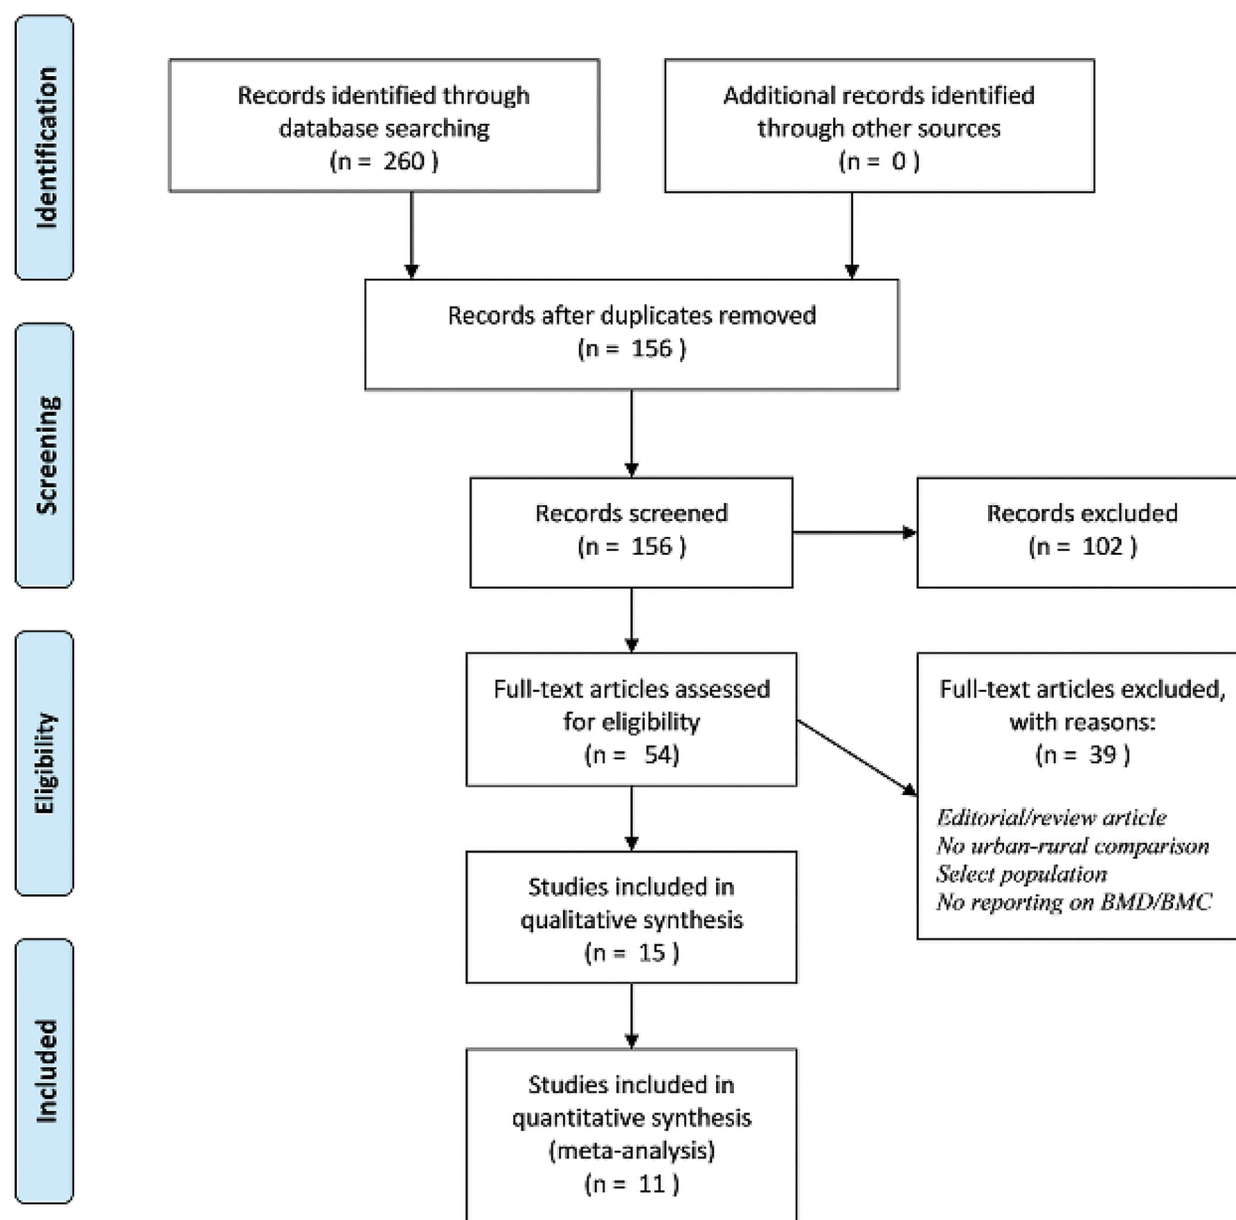 Identification
Records identified through
database searching
(n = 260 )
Additional records identified
through other sources
(n = 0 )
Records after duplicates removed
(n = 156 )
Screening
Records screened
(n = 156 )
Records excluded
(n = 102 )
Eligibility
Full-text articles assessed
for eligibility
(n = 54)
Full-text articles excluded,
with reasons:
(n = 39 )
Editorial/review article
No urban-rural comparison
Select population
No reporting on BMD/BMC
Studies included in
qualitative synthesis
(n = 15 )
Included
Studies included in
quantitative synthesis
(meta-analysis)
(n = 11 )